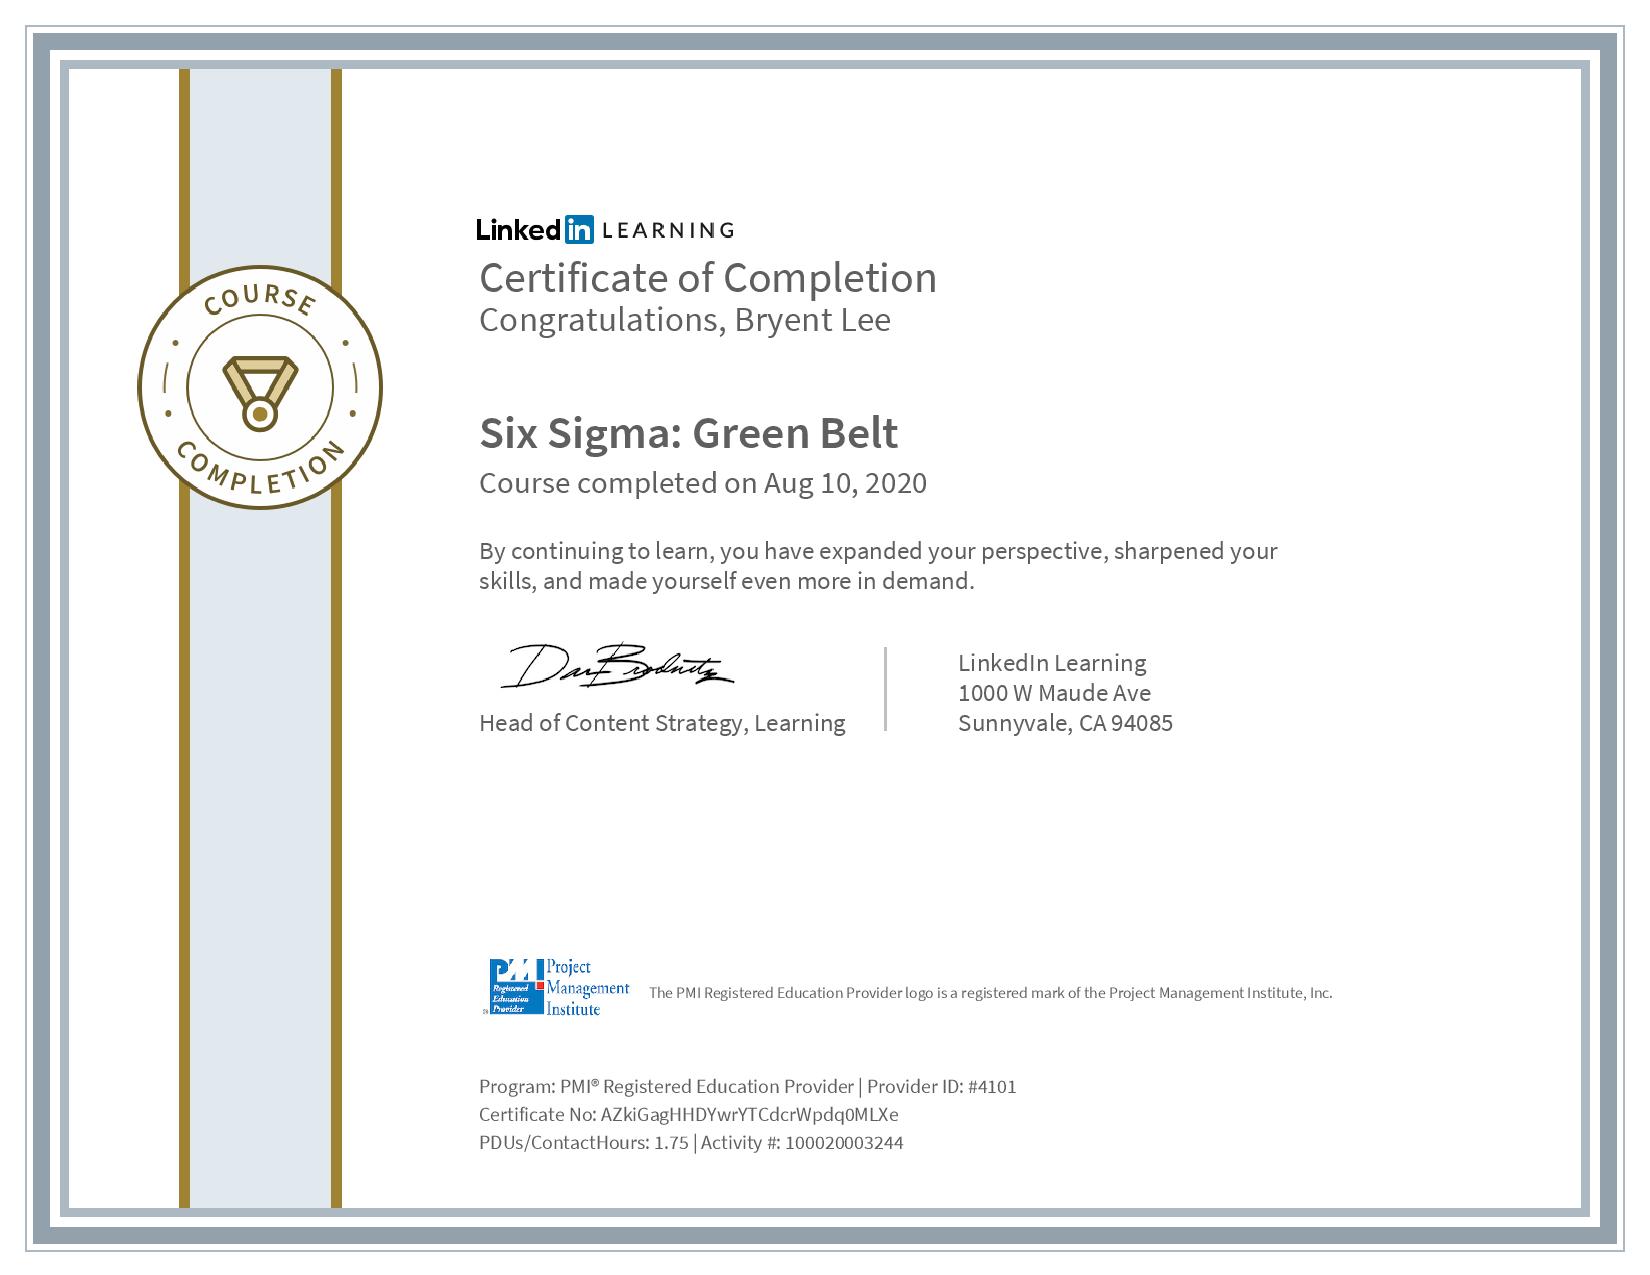 COURSE
COMPLETION
Linked in LEARNING
Certificate of Completion
Congratulations, Bryent Lee
Six Sigma: Green Belt
Course completed on Aug 10, 2020
By continuing to learn, you have expanded your perspective, sharpened your
skills, and made yourself even more in demand.
Head of Content Strategy, Learning
LinkedIn Learning
1000 W Maude Ave
Sunnyvale, CA 94085
PMI
Registered
Education
Provider
®
Project
Management
Institute
The PMI Registered Education Provider logo is a registered mark of the Project Management Institute, Inc.
Program: PMI® Registered Education Provider | Provider ID: #4101
Certificate No: AZkiGagHHDYwrYTCdcrWpdq0MLXe
PDUs/ContactHours: 1.75 | Activity #: 100020003244